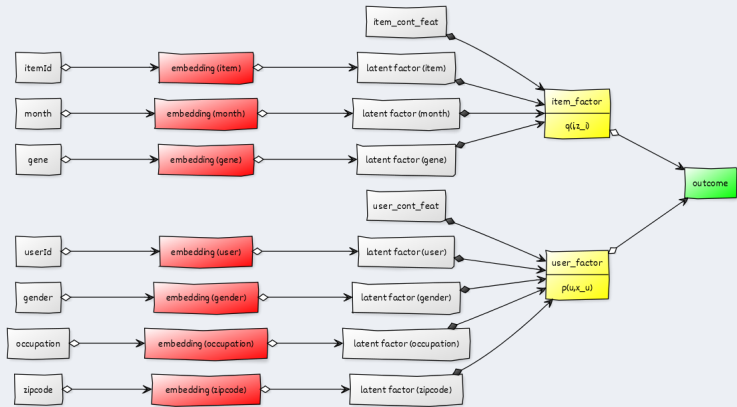 item_cont_feat
itemId
embedding (item)
latent factor (item)
month
embedding (month)
latent factor (month)
item_factor
q(i,z_i)
gene
embedding (gene)
latent factor (gene)
outcome
user_cont_feat
userId
embedding (user)
latent factor (user)
user_factor
p(u,x_u)
gender
embedding (gender)
latent factor (gender)
occupation
embedding (occupation)
latent factor (occupation)
zipcode
embedding (zipcode)
latent factor (zipcode)